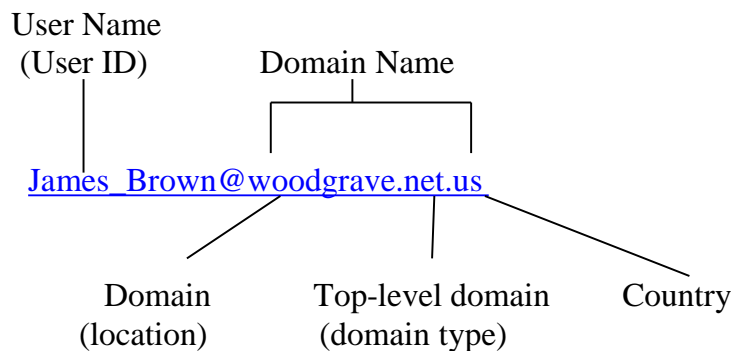 User Name
(User ID)
Domain Name
James_Brown@woodgrave.net.us
Domain
(location)
Top-level domain
(domain type)
Country